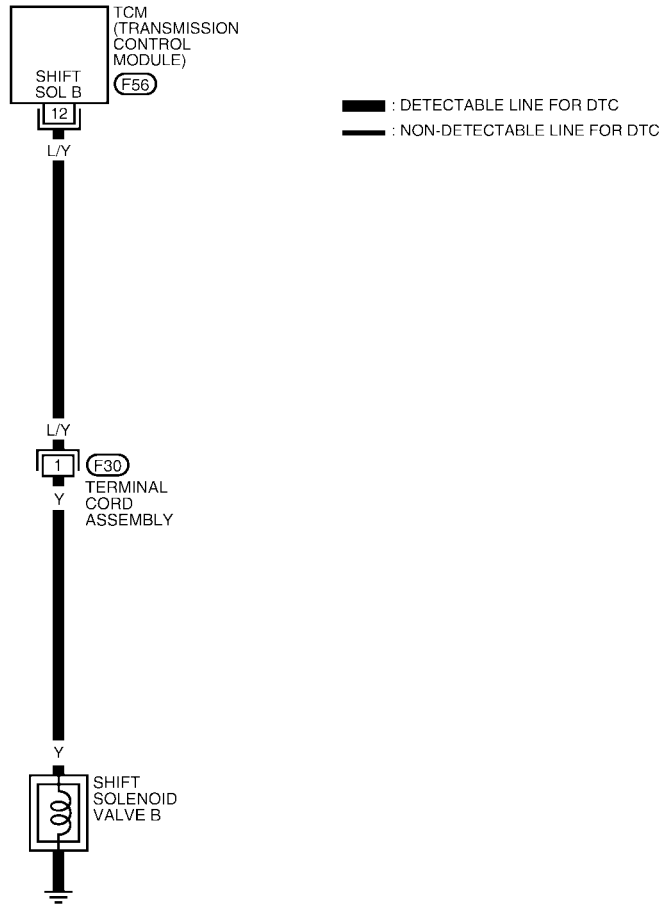 TCM
(TRANSMISSION
CONTROL
MODULE)
F56
SHIFT
SOL B
12
L/Y
: DETECTABLE LINE FOR DTC
: NON-DETECTABLE LINE FOR DTC
L/Y
1
F30
TERMINAL
CORD
ASSEMBLY
Y
Y
SHIFT
SOLENOID
VALVE B